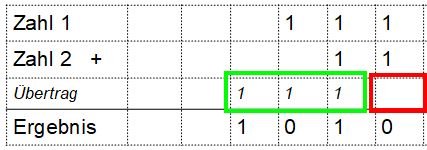 Zahl 1 1 1 1
Zahl 2 + 1 1
Übertrag 1 1 1
Ergebnis 1 0 1 0